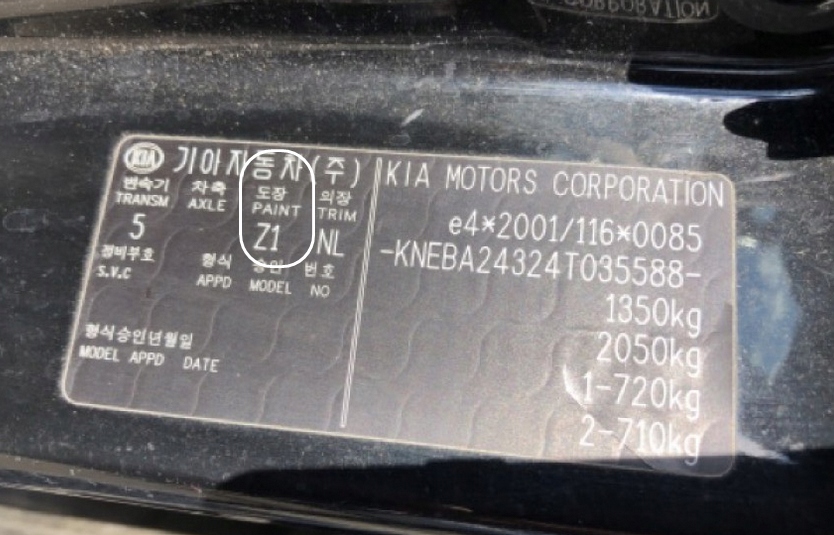 CORPORATION
KIA 기아자동차(주)
변속기 차축 도장 의장
TRANSM AXLE PAINT TRIM
5 Z1 NL
정비부호 형식 승인 번호
S.V.C APPD MODEL NO
형식승인년월일
MODEL APPD DATE
KIA MOTORS CORPORATION
e4*2001/116*0085
-KNEBA24324T035588-
1350kg
2050kg
1-720kg
2-710kg